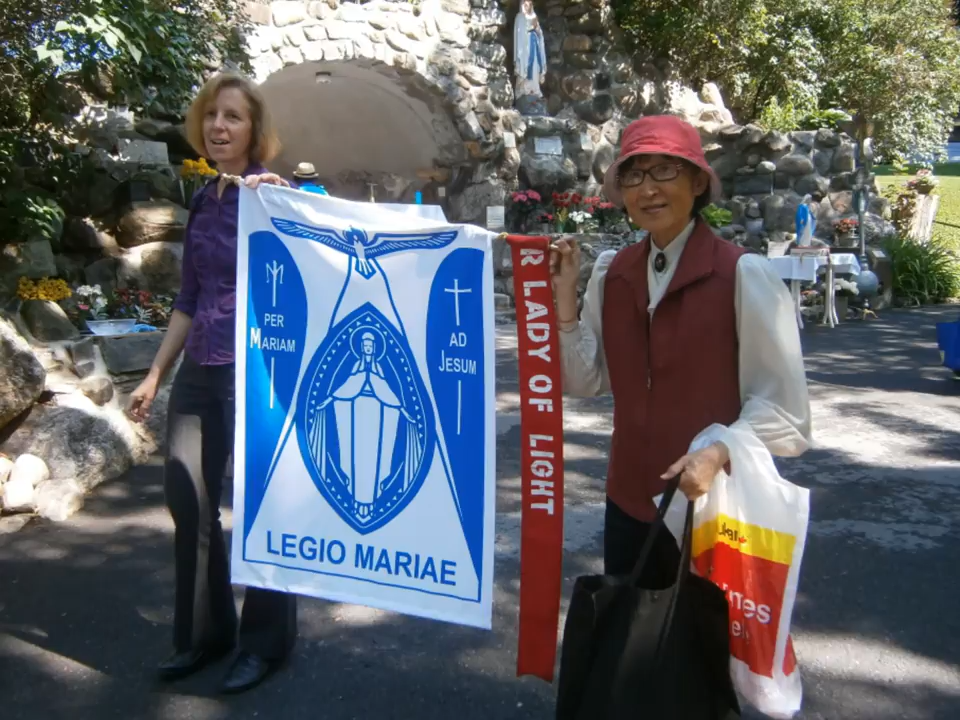 PER
MARIAM
AD
JESUM
LEGIO MARIAE
R LADY OF LIGHT